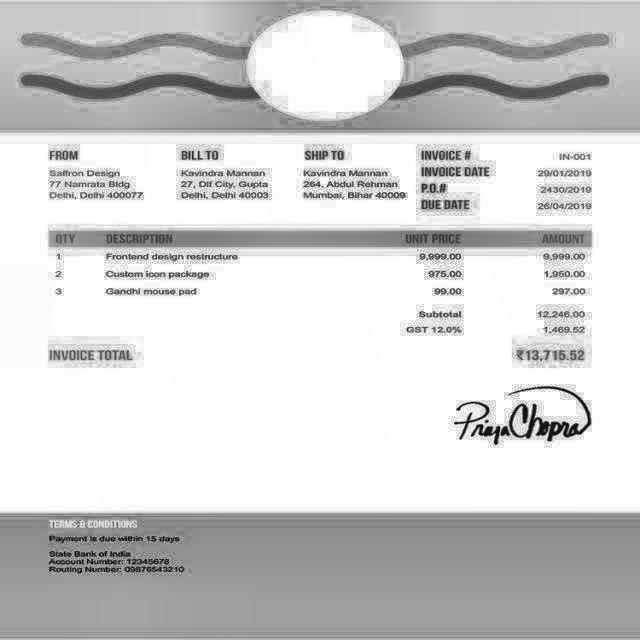 FROM
Saffron Design
77 Namrata Bldg
Delhi, Delhi 400077
BILL TO
Kavindra Mannan
27, Dlf City, Gupta
Delhi, Delhi 40003
SHIP TO
Kavindra Mannan
264, Abdul Rehman
Mumbai, Bihar 40009
INVOICE # IN-001
INVOICE DATE 29/01/2019
P.O.# 2430/2019
DUE DATE 26/04/2019
QTY DESCRIPTION UNIT PRICE AMOUNT
1 Frontend design restructure 9,999.00 9,999.00
2 Custom icon package 975.00 1,950.00
3 Gandhi mouse pad 99.00 297.00
Subtotal 12,246.00
GST 12.0% 1,469.52
INVOICE TOTAL ₹13,715.52
Priya Chopra
TERMS & CONDITIONS
Payment is due within 15 days
State Bank of India
Account Number: 12345678
Routing Number: 09876543210